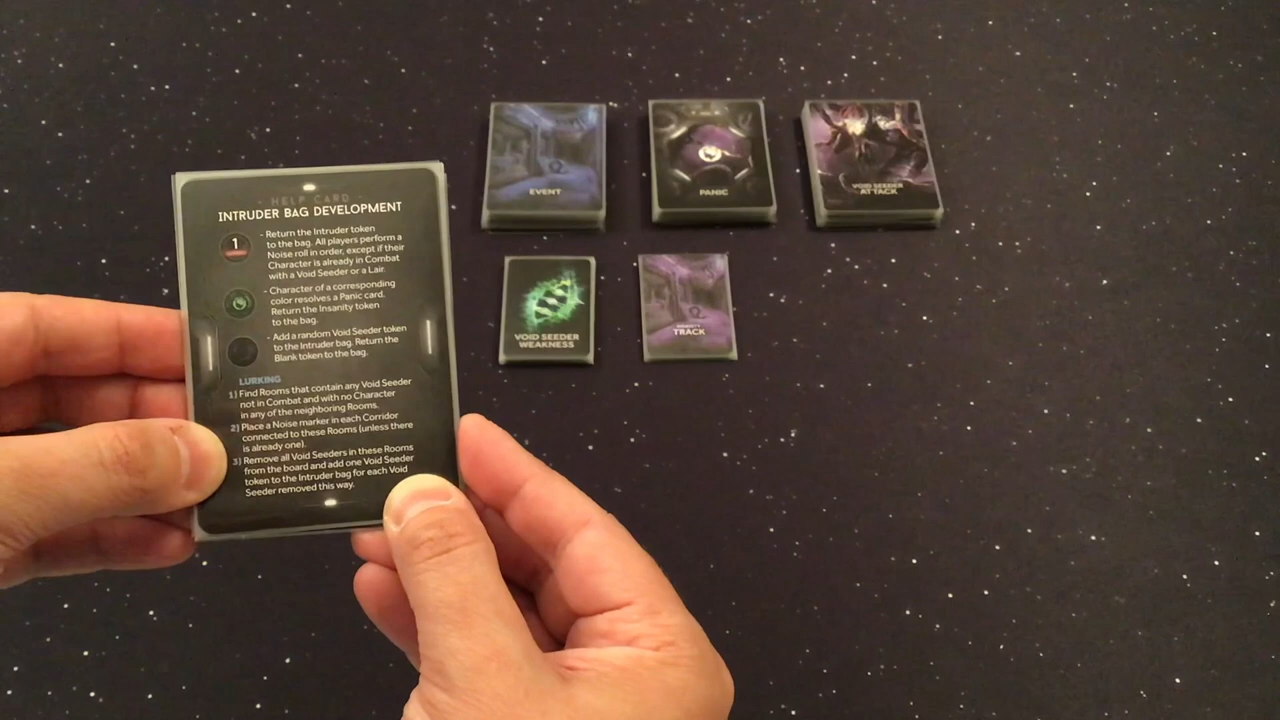 HELP CARD
INTRUDER BAG DEVELOPMENT
1
- Return the Intruder token
to the bag. All players perform a
Noise roll in order, except if their
Character is already in Combat
with a Void Seeder or a Lair.
- Character of a corresponding
color resolves a Panic card.
Return the Insanity token
to the bag.
- Add a random Void Seeder token
to the Intruder bag. Return the
Blank token to the bag.
LURKING
1) Find Rooms that contain any Void Seeder
not in Combat and with no Character
in any of the neighboring Rooms.
2) Place a Noise marker in each Corridor
connected to these Rooms (unless there
is already one).
3) Remove all Void Seeders in these Rooms
from the board and add one Void Seeder
token to the Intruder bag for each Void
Seeder removed this way.
EVENT
PANIC
VOID SEEDER
ATTACK
VOID SEEDER
WEAKNESS
TRACK